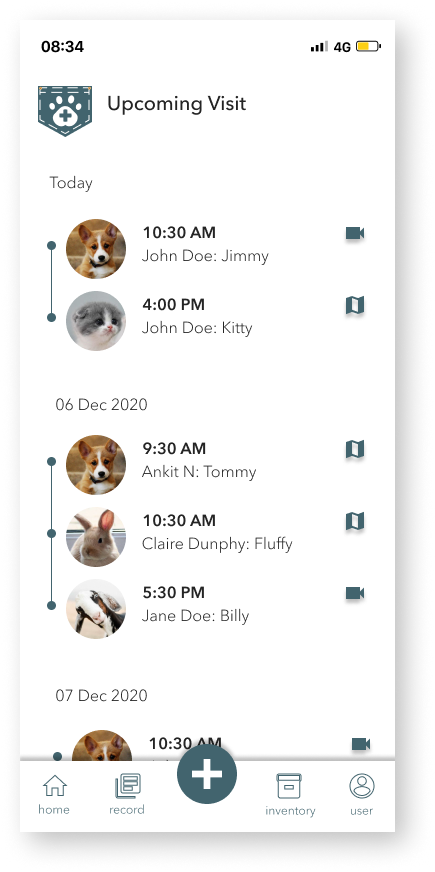 08:34
4G
Upcoming Visit
Today
10:30 AM
John Doe: Jimmy
4:00 PM
John Doe: Kitty
06 Dec 2020
9:30 AM
Ankit N: Tommy
10:30 AM
Claire Dunphy: Fluffy
5:30 PM
Jane Doe: Billy
07 Dec 2020
10:30 AM
home
record
inventory
user